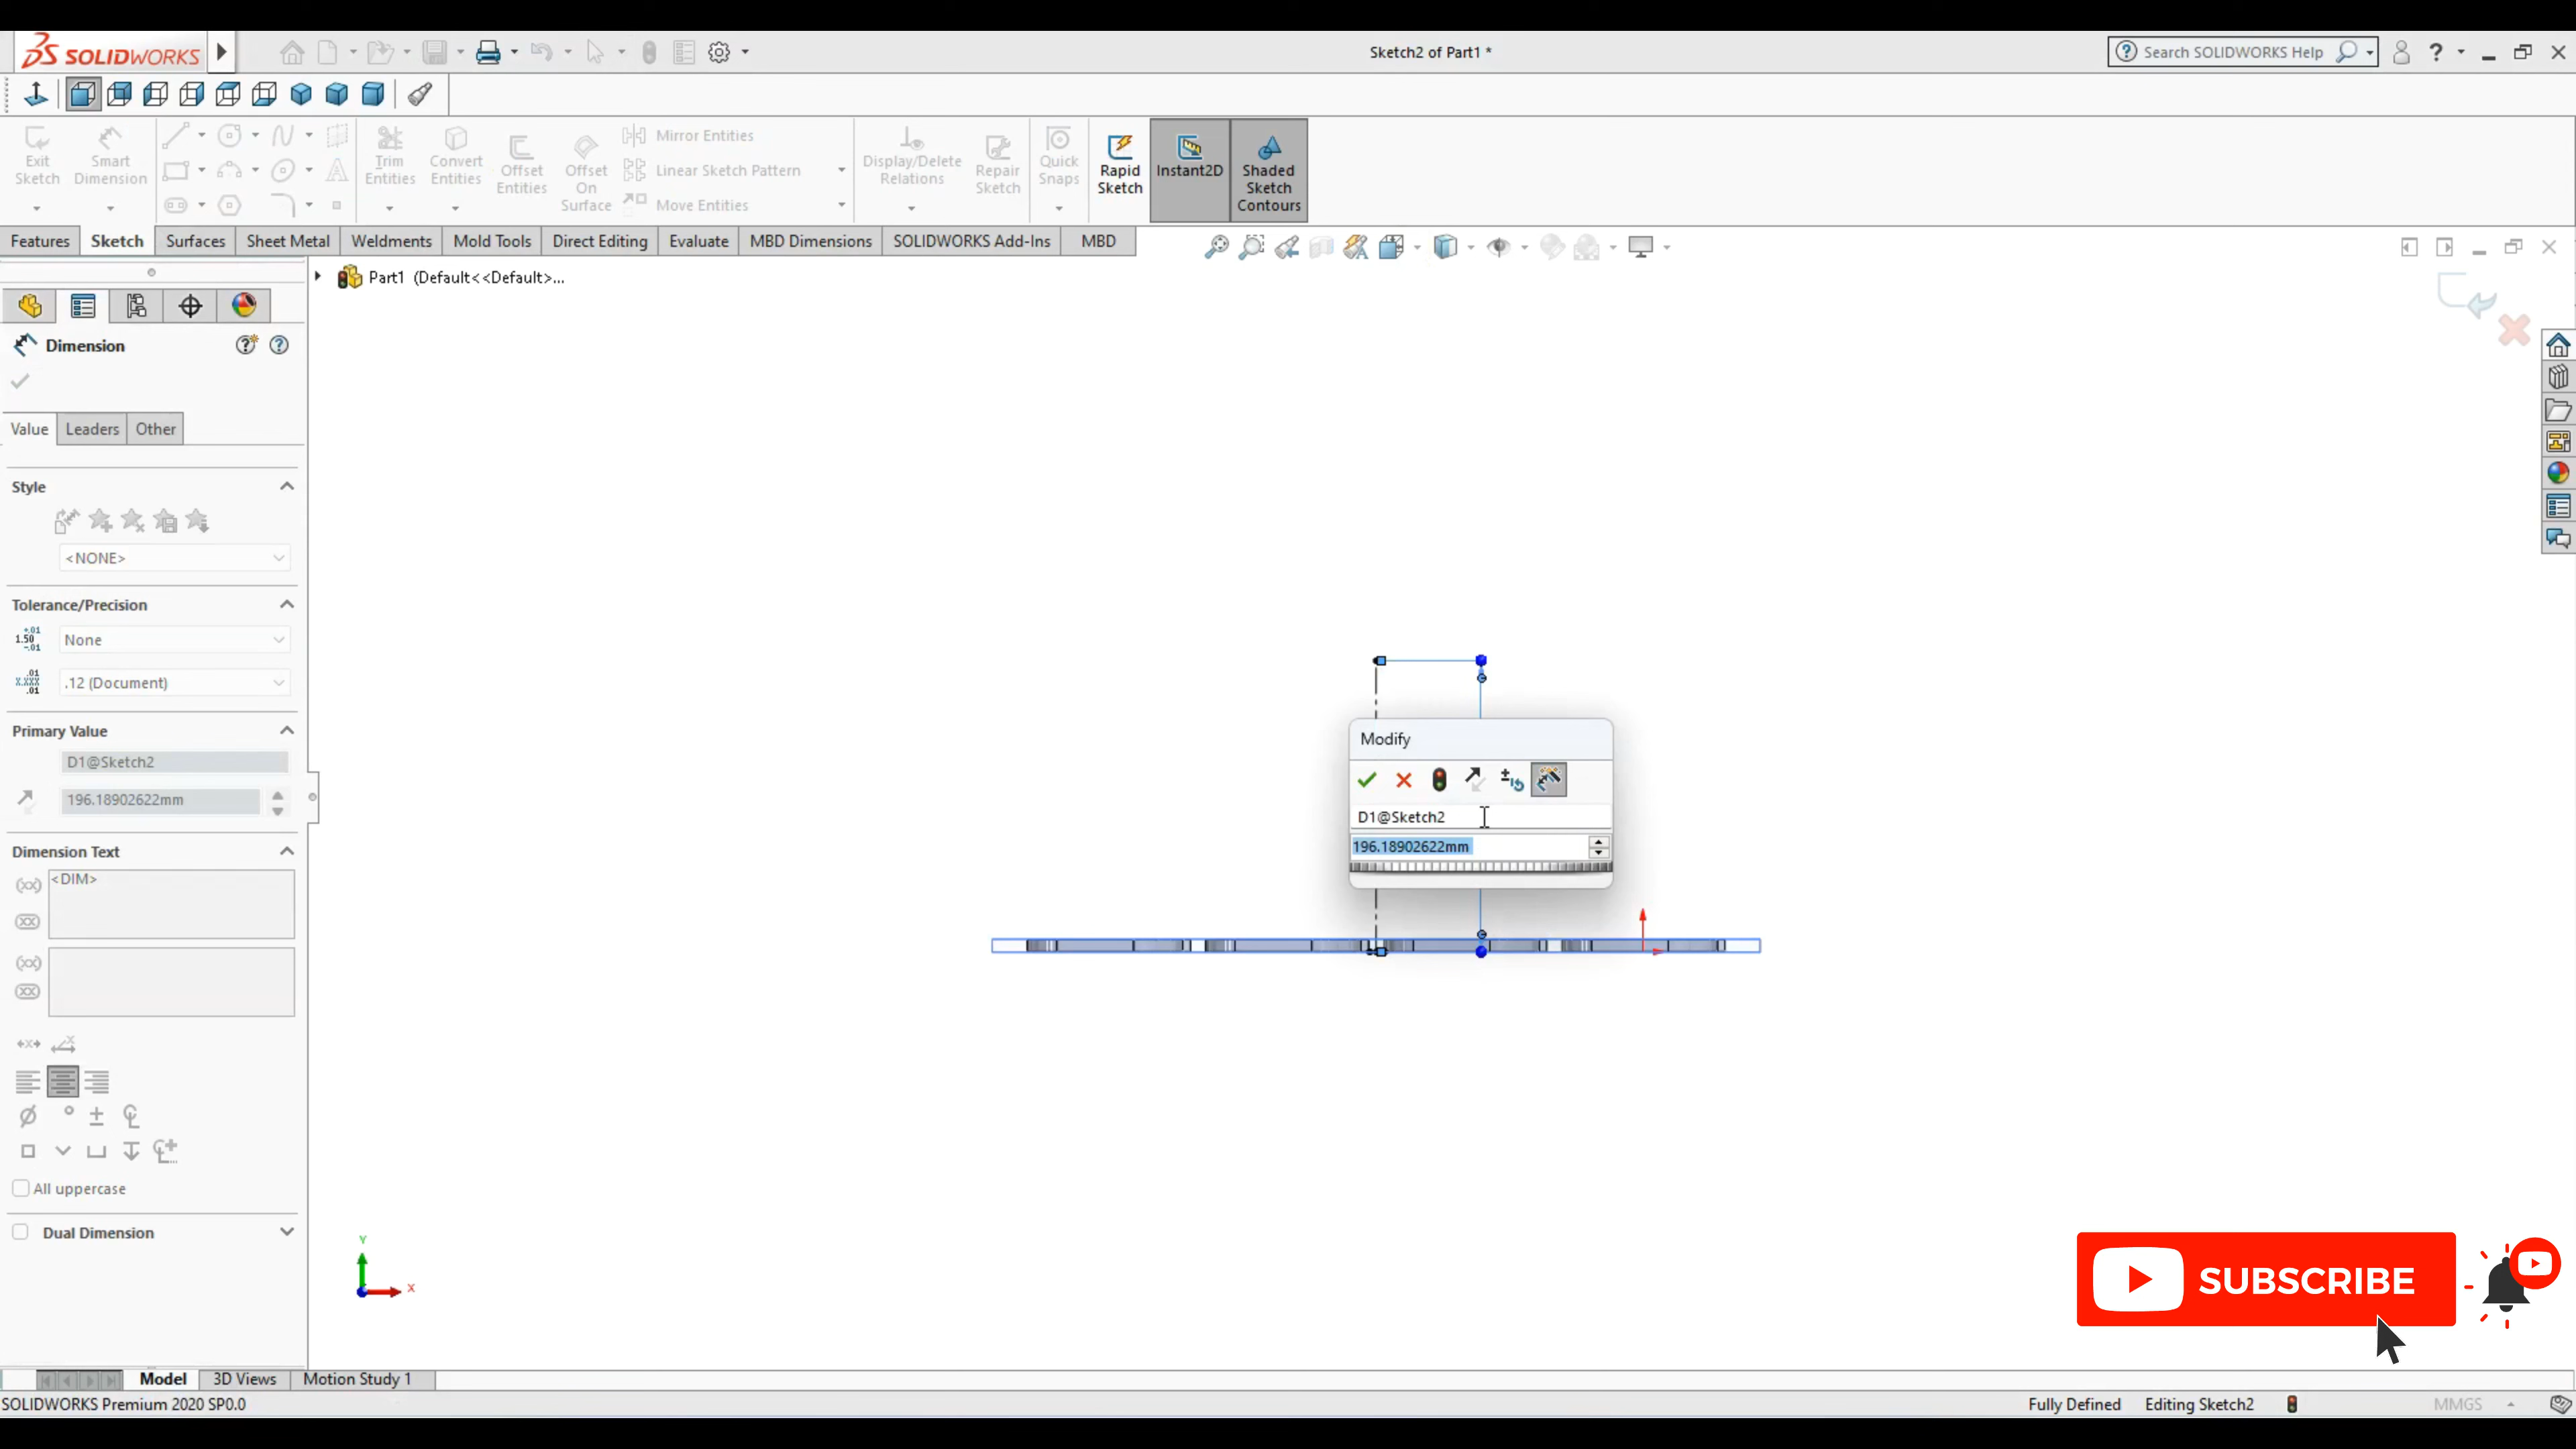 SOLIDWORKS
Sketch2 of Part1 *
Search SOLIDWORKS Help
Exit Sketch
Smart Dimension
Trim Entities
Convert Entities
Offset Entities
Offset On Surface
Mirror Entities
Linear Sketch Pattern
Move Entities
Display/Delete Relations
Repair Sketch
Quick Snaps
Rapid Sketch
Instant2D
Shaded Sketch Contours
Features
Sketch
Surfaces
Sheet Metal
Weldments
Mold Tools
Direct Editing
Evaluate
MBD Dimensions
SOLIDWORKS Add-Ins
MBD
Part1 (Default<<Default>...
Dimension
Value
Leaders
Other
Style
<NONE>
Tolerance/Precision
None
.12 (Document)
Primary Value
D1@Sketch2
196.18902622mm
Dimension Text
<DIM>
All uppercase
Dual Dimension
Modify
D1@Sketch2
196.18902622mm
Y
X
SUBSCRIBE
Model
3D Views
Motion Study 1
SOLIDWORKS Premium 2020 SP0.0
Fully Defined
Editing Sketch2
MMGS